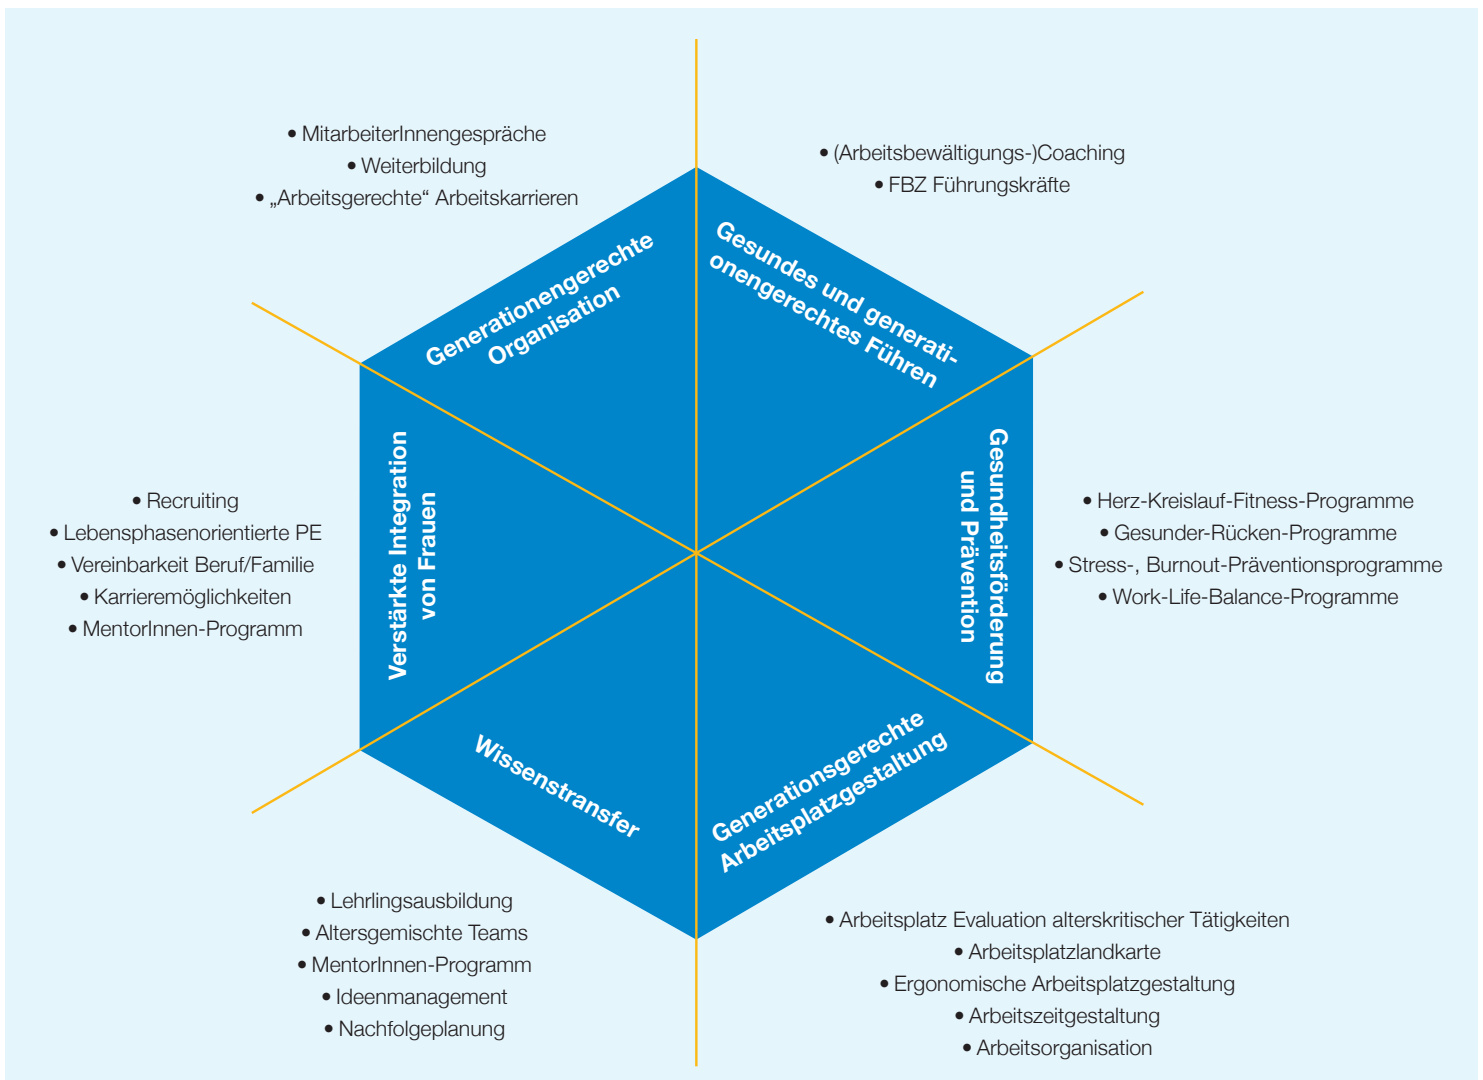 • MitarbeiterInnengespräche
• Weiterbildung
• „Arbeitsgerechte“ Arbeitskarrieren
• (Arbeitsbewältigungs-)Coaching
• FBZ Führungskräfte
Generationengerechte
Organisation
Gesundes und generati-
onengerechtes Führen
Verstärkte Integration
von Frauen
Gesundheitsförderung
und Prävention
• Recruiting
• Lebensphasenorientierte PE
• Vereinbarkeit Beruf/Familie
• Karrieremöglichkeiten
• MentorInnen-Programm
• Herz-Kreislauf-Fitness-Programme
• Gesunder-Rücken-Programme
• Stress-, Burnout-Präventionsprogramme
• Work-Life-Balance-Programme
Wissenstransfer
Generationsgerechte
Arbeitsplatzgestaltung
• Lehrlingsausbildung
• Altersgemischte Teams
• MentorInnen-Programm
• Ideenmanagement
• Nachfolgeplanung
• Arbeitsplatz Evaluation alterskritischer Tätigkeiten
• Arbeitsplatzlandkarte
• Ergonomische Arbeitsplatzgestaltung
• Arbeitszeitgestaltung
• Arbeitsorganisation